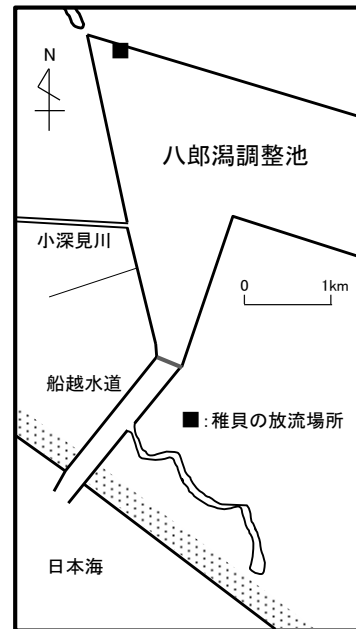 N
八郎潟調整池
小深見川
0 1km
船越水道
■:稚貝の放流場所
日本海